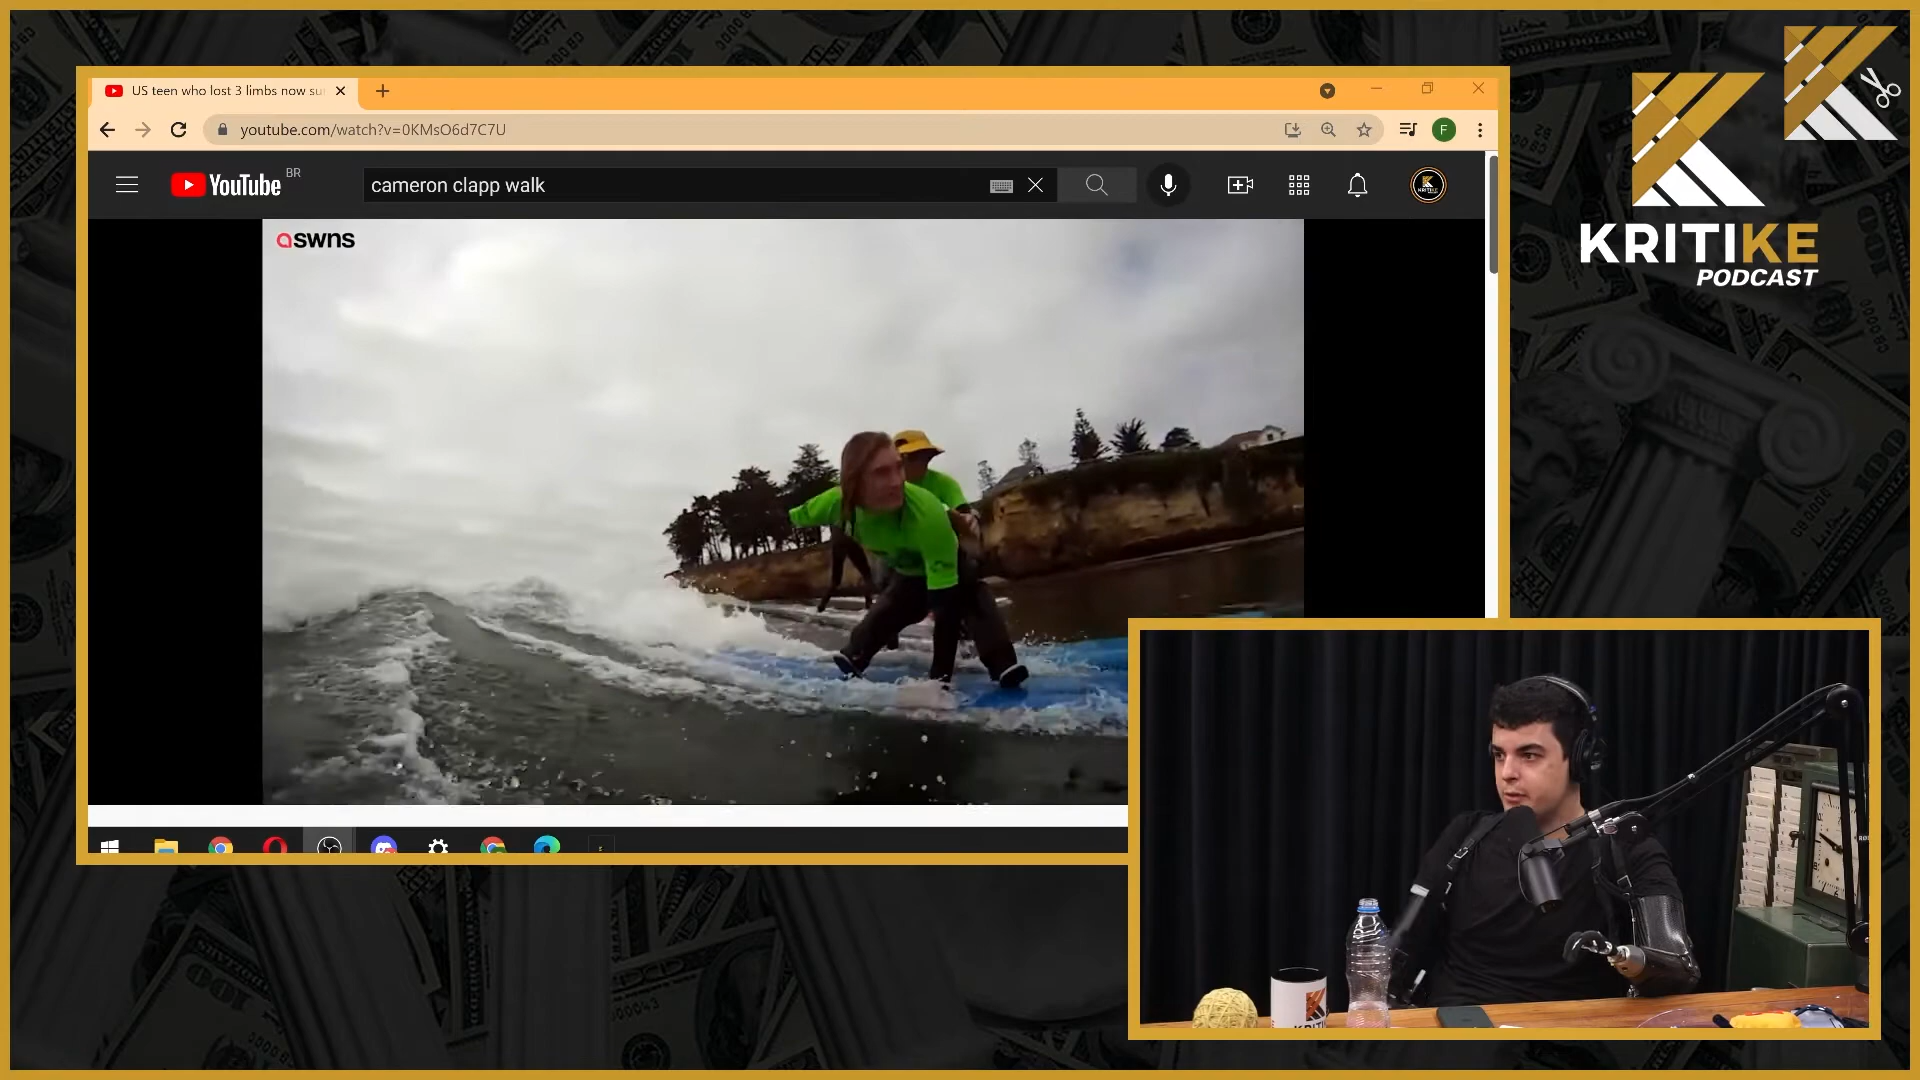 US teen who lost 3 limbs now su
youtube.com/watch?v=0KMsO6d7C7U
F
YouTube BR
cameron clapp walk
swns
KRITIKE
PODCAST